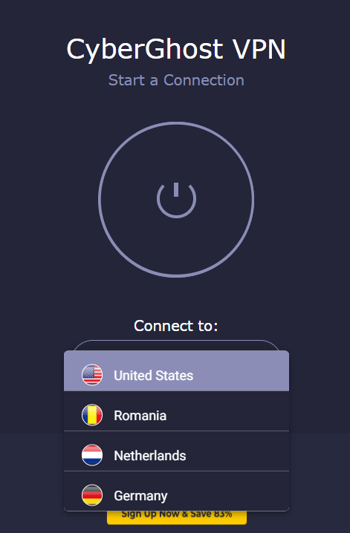 CyberGhost VPN
Start a Connection
Connect to:
United States
Romania
Netherlands
Germany
Sign Up Now & Save 83%